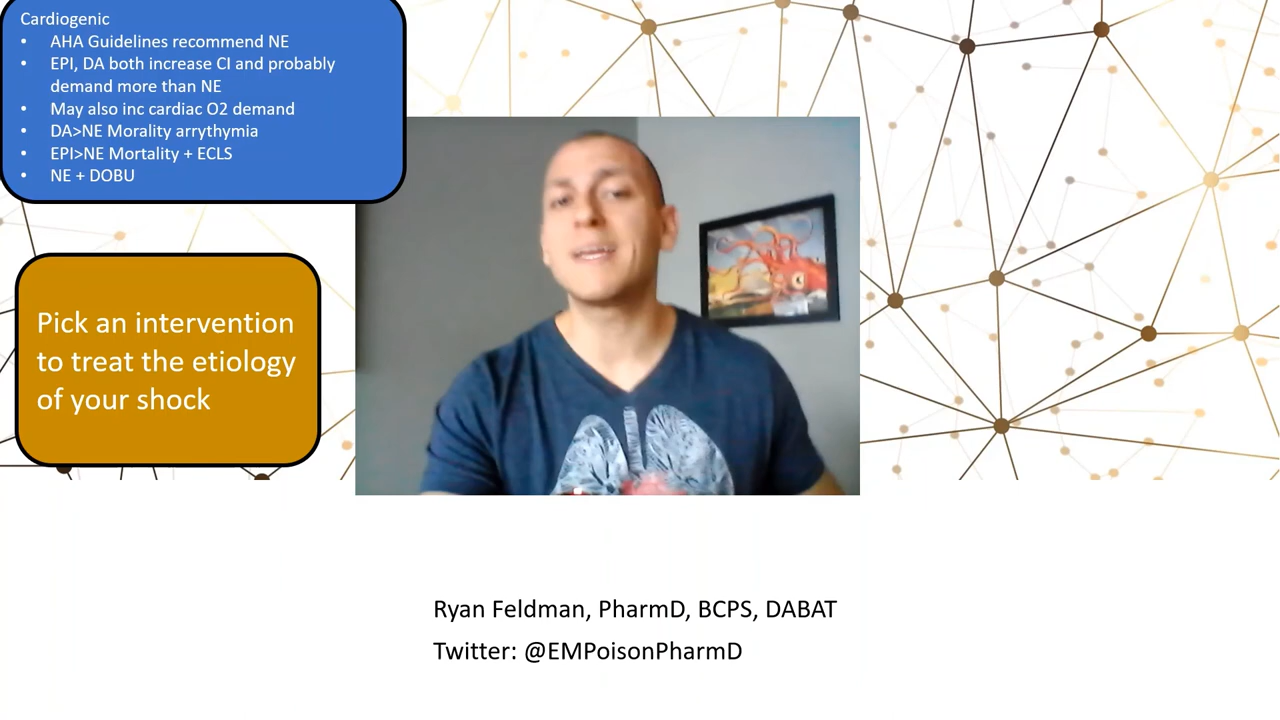 Cardiogenic
• AHA Guidelines recommend NE
• EPI, DA both increase CI and probably
demand more than NE
• May also inc cardiac O2 demand
• DA>NE Morality arrythymia
• EPI>NE Mortality + ECLS
• NE + DOBU
Pick an intervention
to treat the etiology
of your shock
Ryan Feldman, PharmD, BCPS, DABAT
Twitter: @EMPoisonPharmD